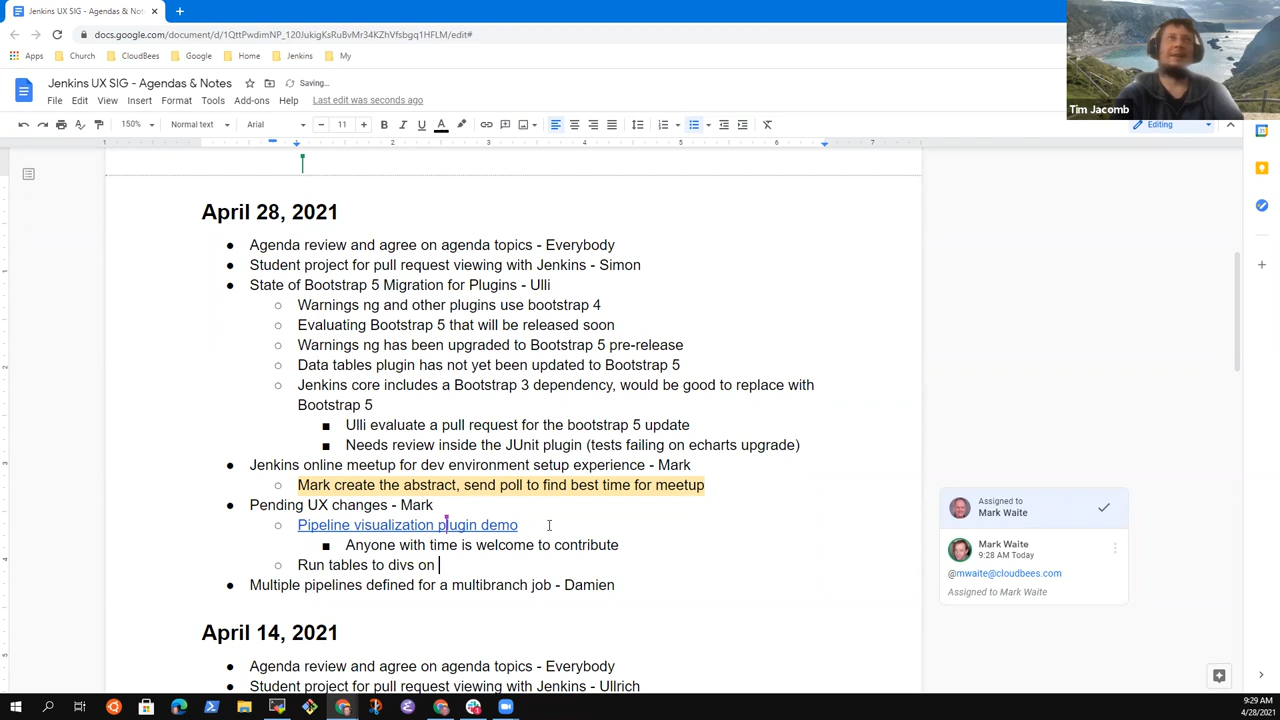 Jenkins UX SIG - Agendas & Not
docs.google.com/document/d/1QttPwdimNP_120JukigKsRuBvMr34KZhVfsbgq1HFLM/edit#
Apps Church CloudBees Google Home Jenkins My
Jenkins UX SIG - Agendas & Notes Saving...
File Edit View Insert Format Tools Add-ons Help Last edit was seconds ago
150% Normal text Arial 11 Editing
1 1 2 3 4 5 6 7
Tim Jacomb
April 28, 2021
Agenda review and agree on agenda topics - Everybody
Student project for pull request viewing with Jenkins - Simon
State of Bootstrap 5 Migration for Plugins - Ulli
Warnings ng and other plugins use bootstrap 4
Evaluating Bootstrap 5 that will be released soon
Warnings ng has been upgraded to Bootstrap 5 pre-release
Data tables plugin has not yet been updated to Bootstrap 5
Jenkins core includes a Bootstrap 3 dependency, would be good to replace with
Bootstrap 5
Ulli evaluate a pull request for the bootstrap 5 update
Needs review inside the JUnit plugin (tests failing on echarts upgrade)
Jenkins online meetup for dev environment setup experience - Mark
Mark create the abstract, send poll to find best time for meetup
Pending UX changes - Mark
Pipeline visualization plugin demo
Anyone with time is welcome to contribute
Run tables to divs on
Multiple pipelines defined for a multibranch job - Damien
April 14, 2021
Agenda review and agree on agenda topics - Everybody
Student project for pull request viewing with Jenkins - Ullrich
Assigned to
Mark Waite
Mark Waite
9:28 AM Today
@mwaite@cloudbees.com
Assigned to Mark Waite
9:29 AM
4/28/2021